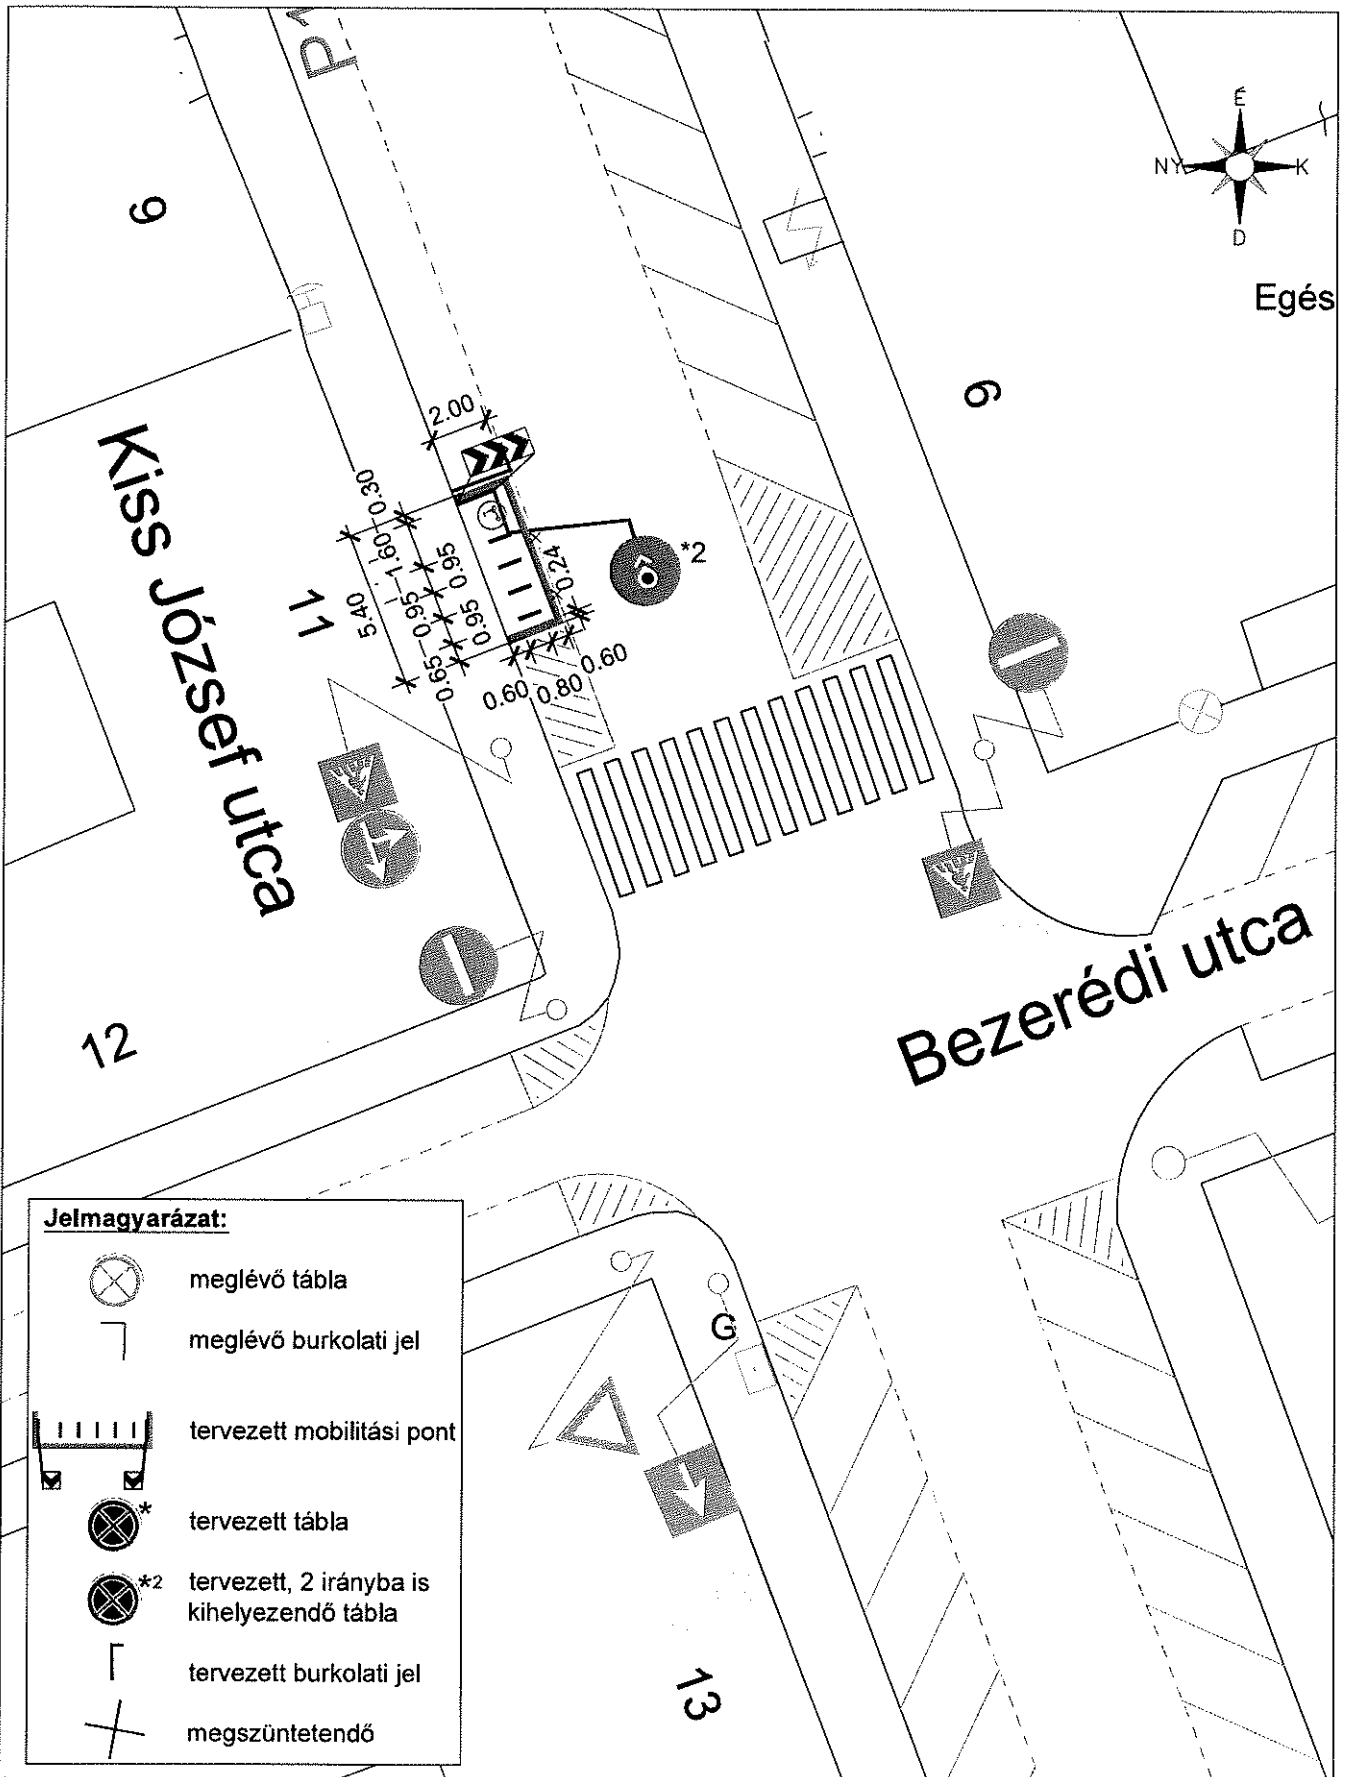 P1
É
NY
K
D
Egés
9
6
2.00
Kiss József utca
11
0.30
1.60
0.95
0.95
0.95
0.65
5.40
0.24
*2
0.60
0.80
0.60
12
Bezerédi utca
G
13
Jelmagyarázat:
meglévő tábla
meglévő burkolati jel
tervezett mobilitási pont
* tervezett tábla
*2 tervezett, 2 irányba is
kihelyezendő tábla
tervezett burkolati jel
megszüntetendő